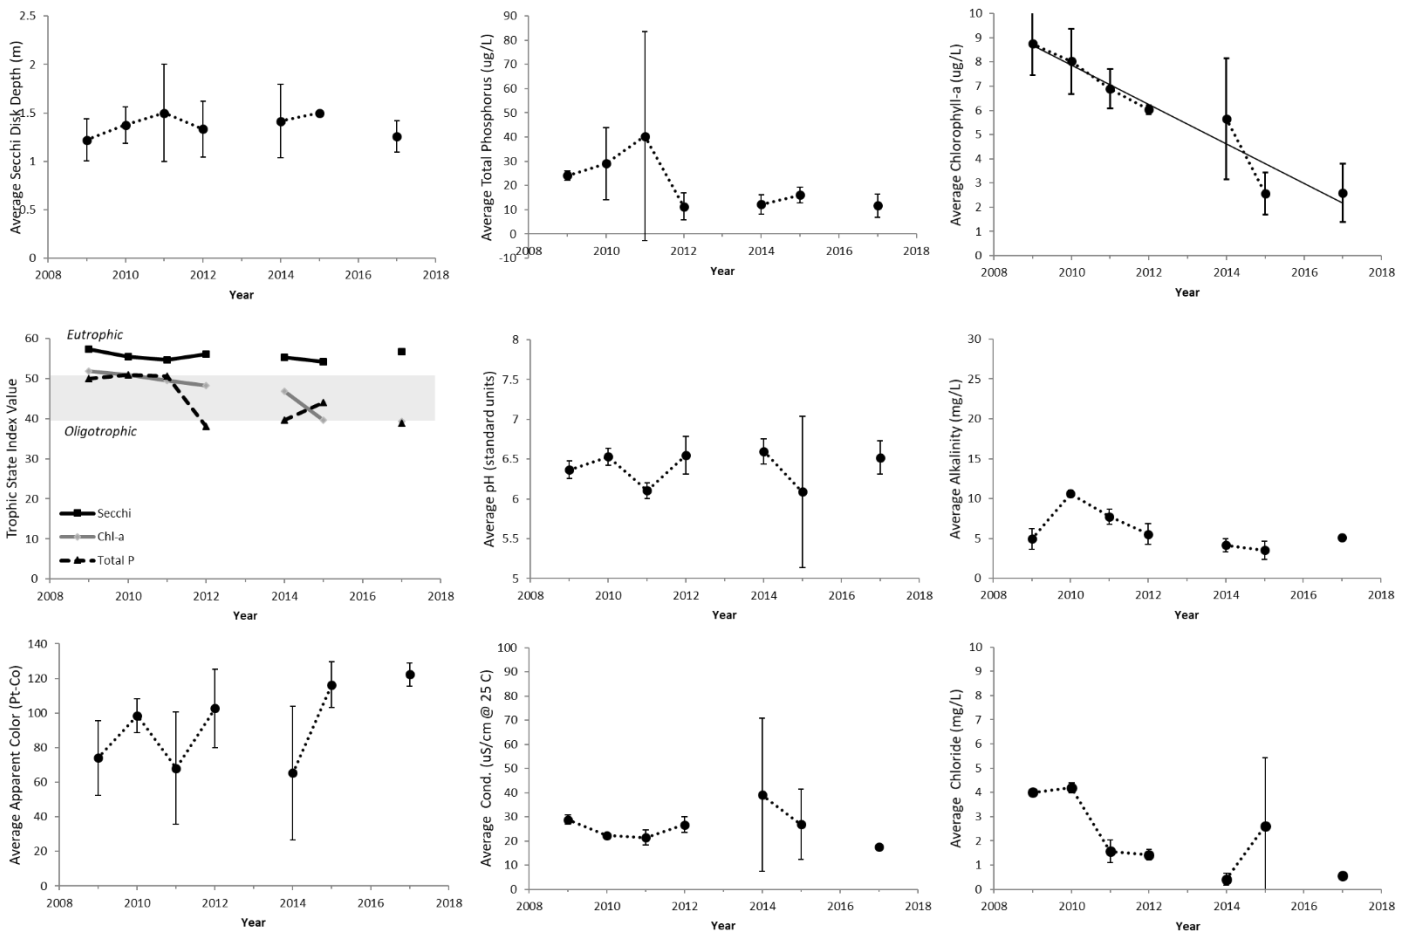 Average Secchi Disk Depth (m)
2.5
2
1.5
1
0.5
0
2008 2010 2012 2014 2016 2018
Year
Average Total Phosphorus (ug/L)
90
80
70
60
50
40
30
20
10
0
-10
2008 2010 2012 2014 2016 2018
Year
Average Chlorophyll-a (ug/L)
10
9
8
7
6
5
4
3
2
1
0
2008 2010 2012 2014 2016 2018
Year
Trophic State Index Value
60
50
40
30
20
10
0
Eutrophic
Oligotrophic
Secchi
Chl-a
Total P
2008 2010 2012 2014 2016 2018
Year
Average pH (standard units)
8
7.5
7
6.5
6
5.5
5
2008 2010 2012 2014 2016 2018
Year
Average Alkalinity (mg/L)
30
25
20
15
10
5
0
2008 2010 2012 2014 2016 2018
Year
Average Apparent Color (Pt-Co)
140
120
100
80
60
40
20
0
2008 2010 2012 2014 2016 2018
Year
Average Cond. (uS/cm @ 25 C)
100
90
80
70
60
50
40
30
20
10
0
2008 2010 2012 2014 2016 2018
Year
Average Chloride (mg/L)
10
9
8
7
6
5
4
3
2
1
0
2008 2010 2012 2014 2016 2018
Year